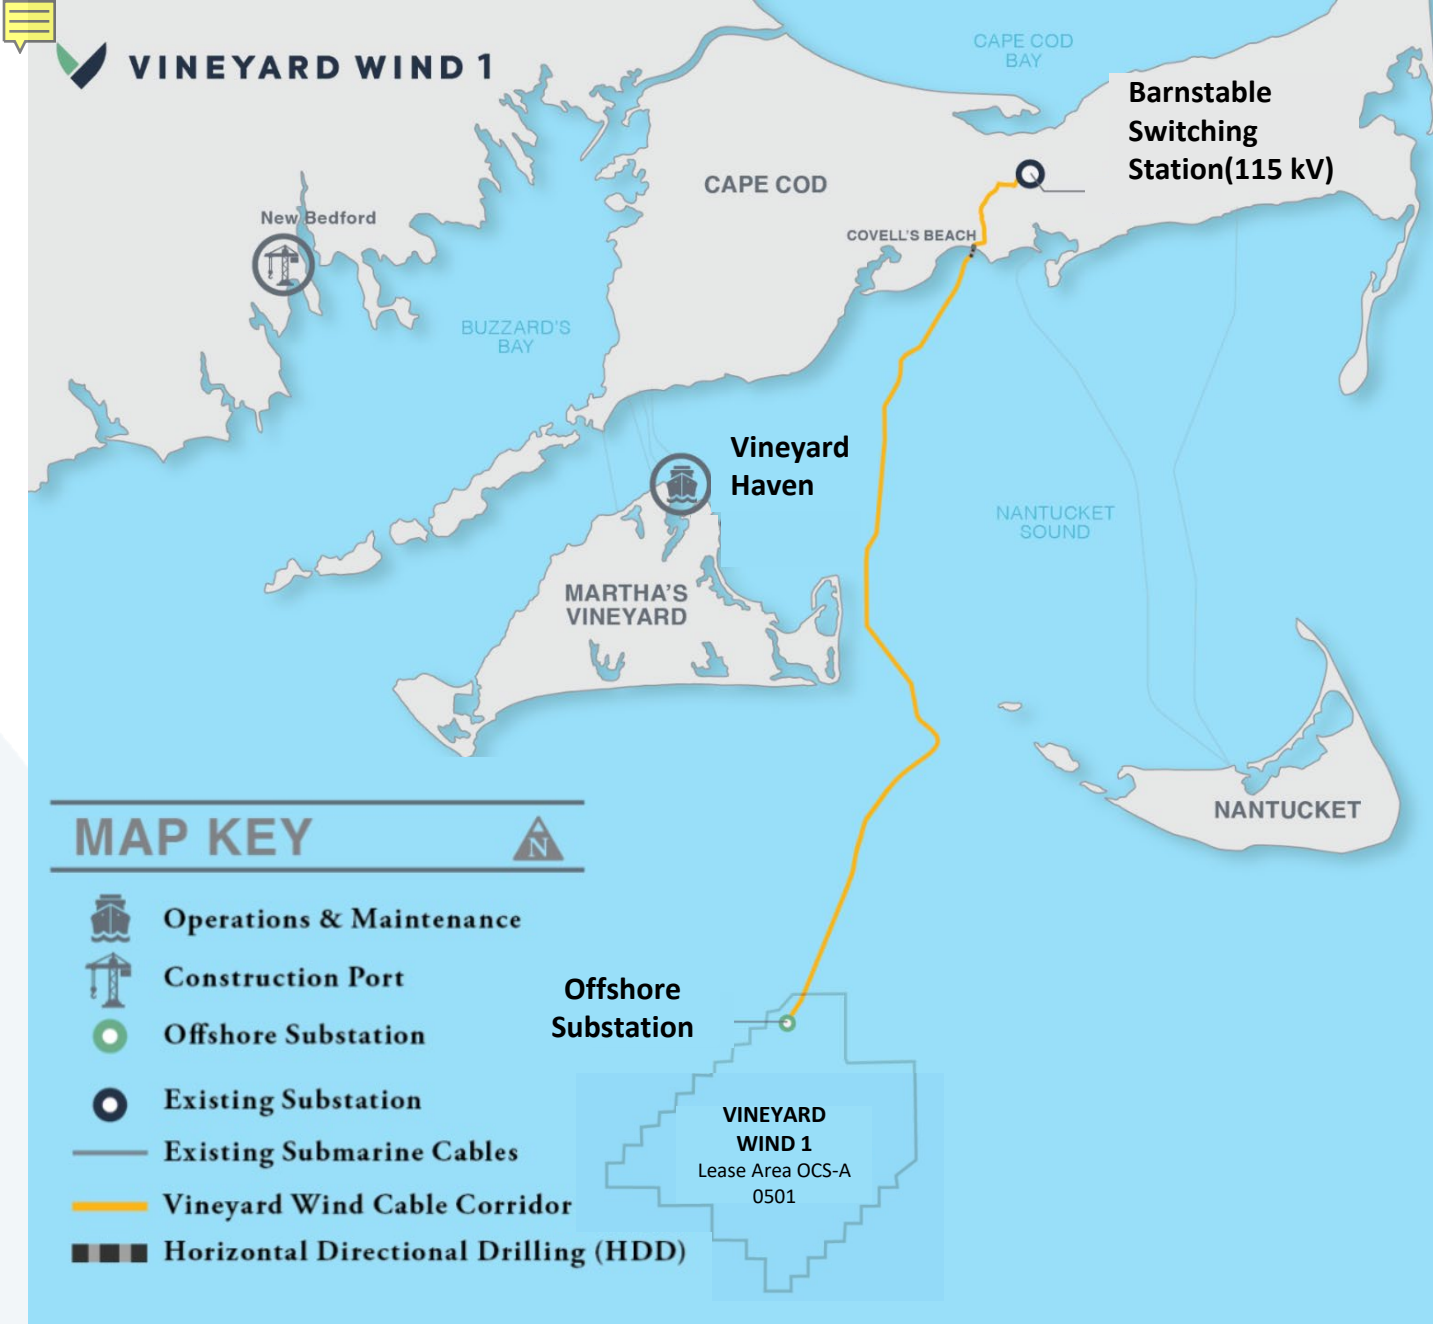 VINEYARD WIND 1
CAPE COD
BAY
Barnstable
Switching
Station(115 kV)
CAPE COD
New Bedford
COVELL'S BEACH
BUZZARD'S
BAY
Vineyard
Haven
NANTUCKET
SOUND
MARTHA'S
VINEYARD
NANTUCKET
MAP KEY
N
Operations & Maintenance
Construction Port
Offshore Substation
Existing Substation
Existing Submarine Cables
Vineyard Wind Cable Corridor
Horizontal Directional Drilling (HDD)
Offshore
Substation
VINEYARD
WIND 1
Lease Area OCS-A
0501